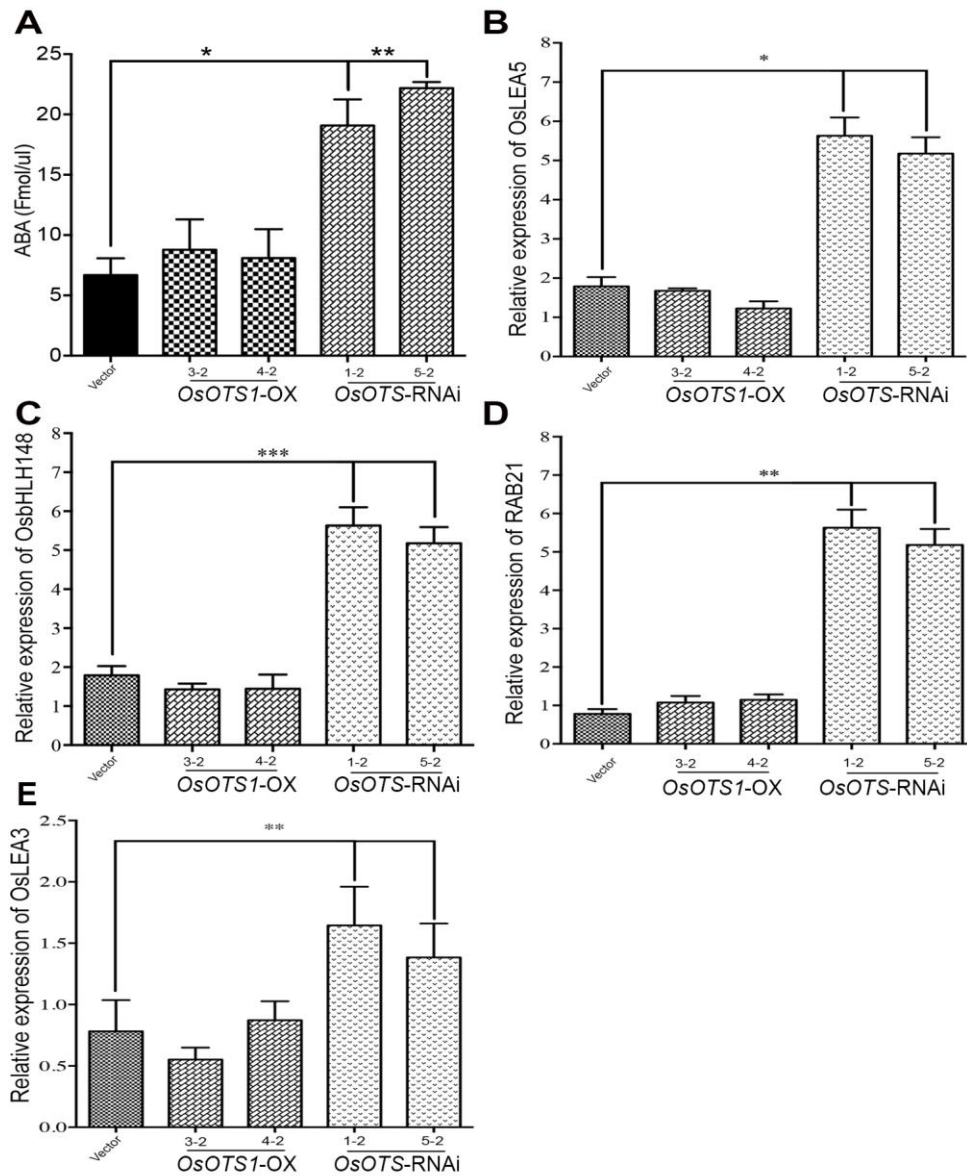 A
ABA (Fmol/ul)
25
20
15
10
5
0
* **
Vector
3-2 4-2 1-2 5-2
OsOTS1-OX OsOTS-RNAi
B
Relative expression of OsLEA5
8
7
6
5
4
3
2
1
0
*
Vector
3-2 4-2 1-2 5-2
OsOTS1-OX OsOTS-RNAi
C
Relative expression of OsbHLH148
8
7
6
5
4
3
2
1
0
***
Vector
3-2 4-2 1-2 5-2
OsOTS1-OX OsOTS-RNAi
D
Relative expression of RAB21
8
7
6
5
4
3
2
1
0
**
Vector
3-2 4-2 1-2 5-2
OsOTS1-OX OsOTS-RNAi
E
Relative expression of OsLEA3
2.5
2.0
1.5
1.0
0.5
0.0
**
Vector
3-2 4-2 1-2 5-2
OsOTS1-OX OsOTS-RNAi